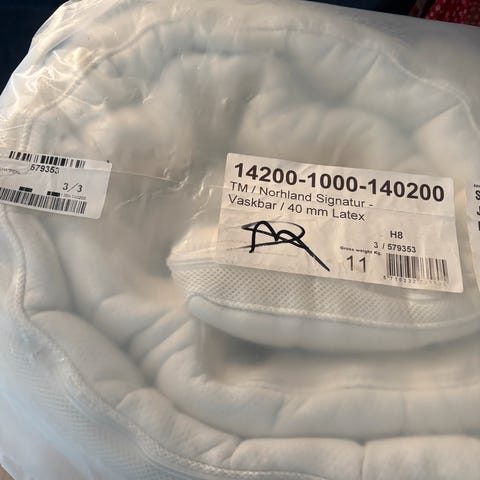 579353
3/3
14200-1000-140200
TM / Norhland Signatur -
Vaskbar / 40 mm Latex
H8
3 / 579353
Gross weight Kg.
11